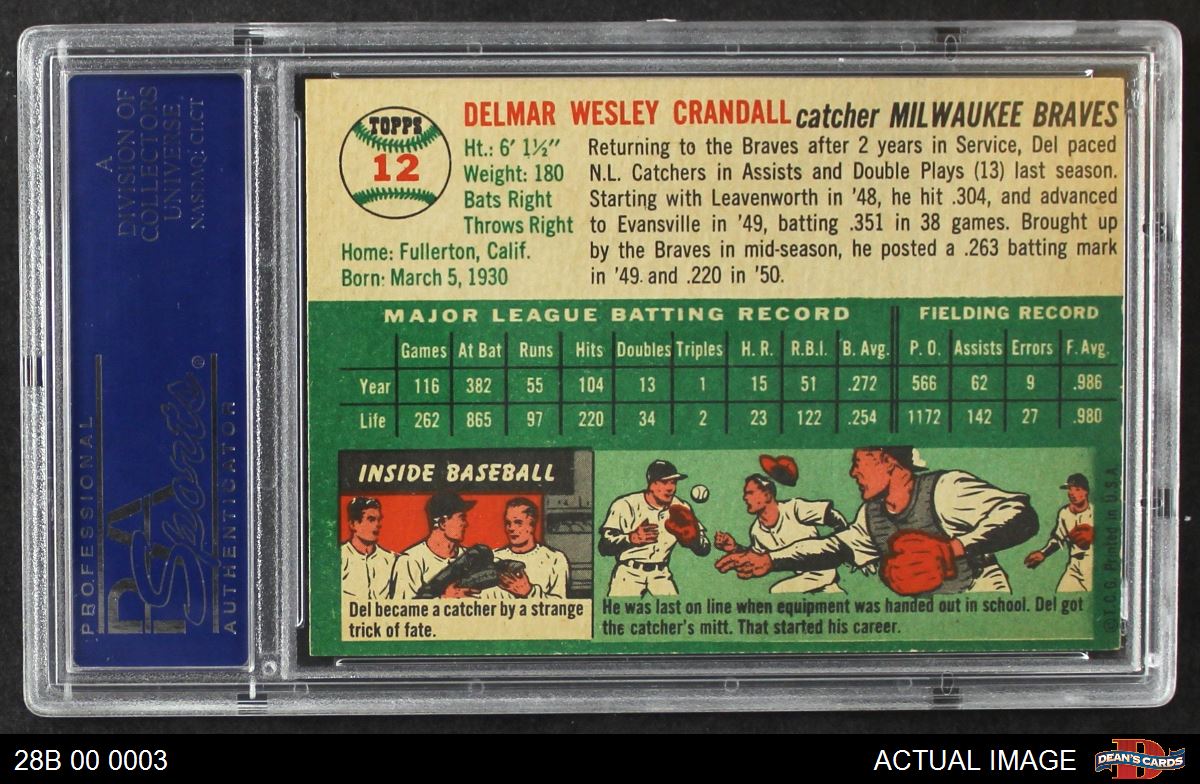 A
DIVISION OF
COLLECTORS
UNIVERSE
NASDAQ: CLCT
PROFESSIONAL
PSA
Sports®
AUTHENTICATOR
TOPPS
12
DELMAR WESLEY CRANDALL catcher MILWAUKEE BRAVES
Ht.: 6' 1½"
Weight: 180
Bats Right
Throws Right
Home: Fullerton, Calif.
Born: March 5, 1930
Returning to the Braves after 2 years in Service, Del paced
N.L. Catchers in Assists and Double Plays (13) last season.
Starting with Leavenworth in '48, he hit .304, and advanced
to Evansville in '49, batting .351 in 38 games. Brought up
by the Braves in mid-season, he posted a .263 batting mark
in '49 and .220 in '50.
MAJOR LEAGUE BATTING RECORD FIELDING RECORD
Games At Bat Runs Hits Doubles Triples H. R. R.B.I. B. Avg. P. O. Assists Errors F. Avg.
Year 116 382 55 104 13 1 15 51 .272 566 62 9 .986
Life 262 865 97 220 34 2 23 122 .254 1172 142 27 .980
INSIDE BASEBALL
Del became a catcher by a strange
trick of fate.
He was last on line when equipment was handed out in school. Del got
the catcher's mitt. That started his career.
©T.C.G. Printed in U.S.A.
28B 00 0003
ACTUAL IMAGE
D
DEAN'S CARDS